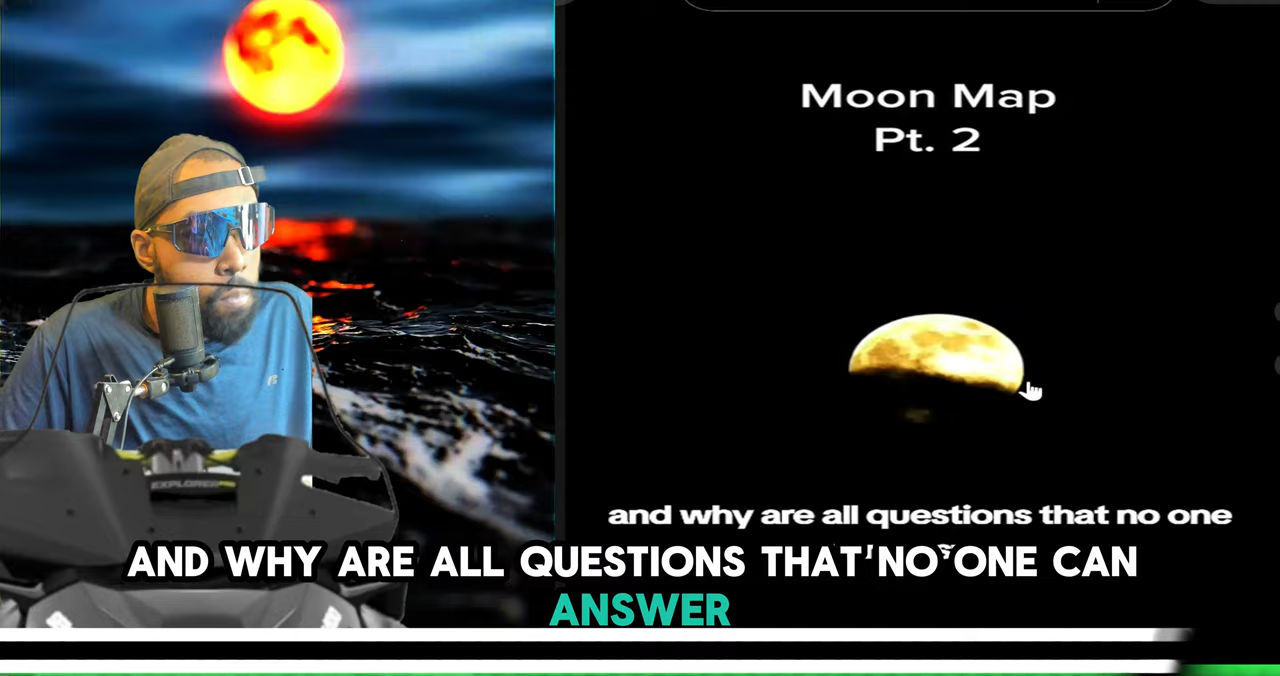 Moon Map
Pt. 2
and why are all questions that no one
AND WHY ARE ALL QUESTIONS THAT NO ONE CAN
ANSWER
EXPLORER